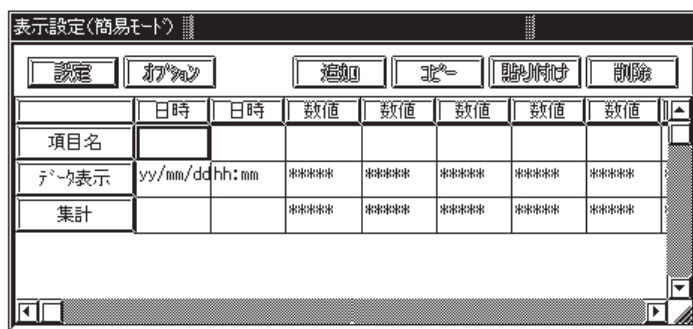 表示設定(簡易ﾓｰﾄﾞ)
設定 ｵﾌﾟｼｮﾝ 追加 ｺﾋﾟｰ 貼り付け 削除
日時 日時 数値 数値 数値 数値 数値
項目名
ﾃﾞｰﾀ表示 yy/mm/dd hh:mm ***** ***** ***** ***** *****
集計 ***** ***** ***** ***** *****